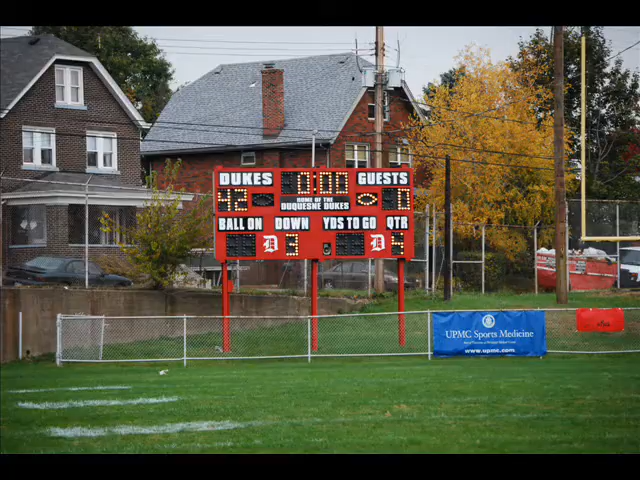 DUKES 0:00 GUESTS
42 0
HOME OF THE
DUQUESNE DUKES
BALL ON DOWN YDS TO GO QTR
D 3 D 4
UPMC Sports Medicine
www.upmc.com